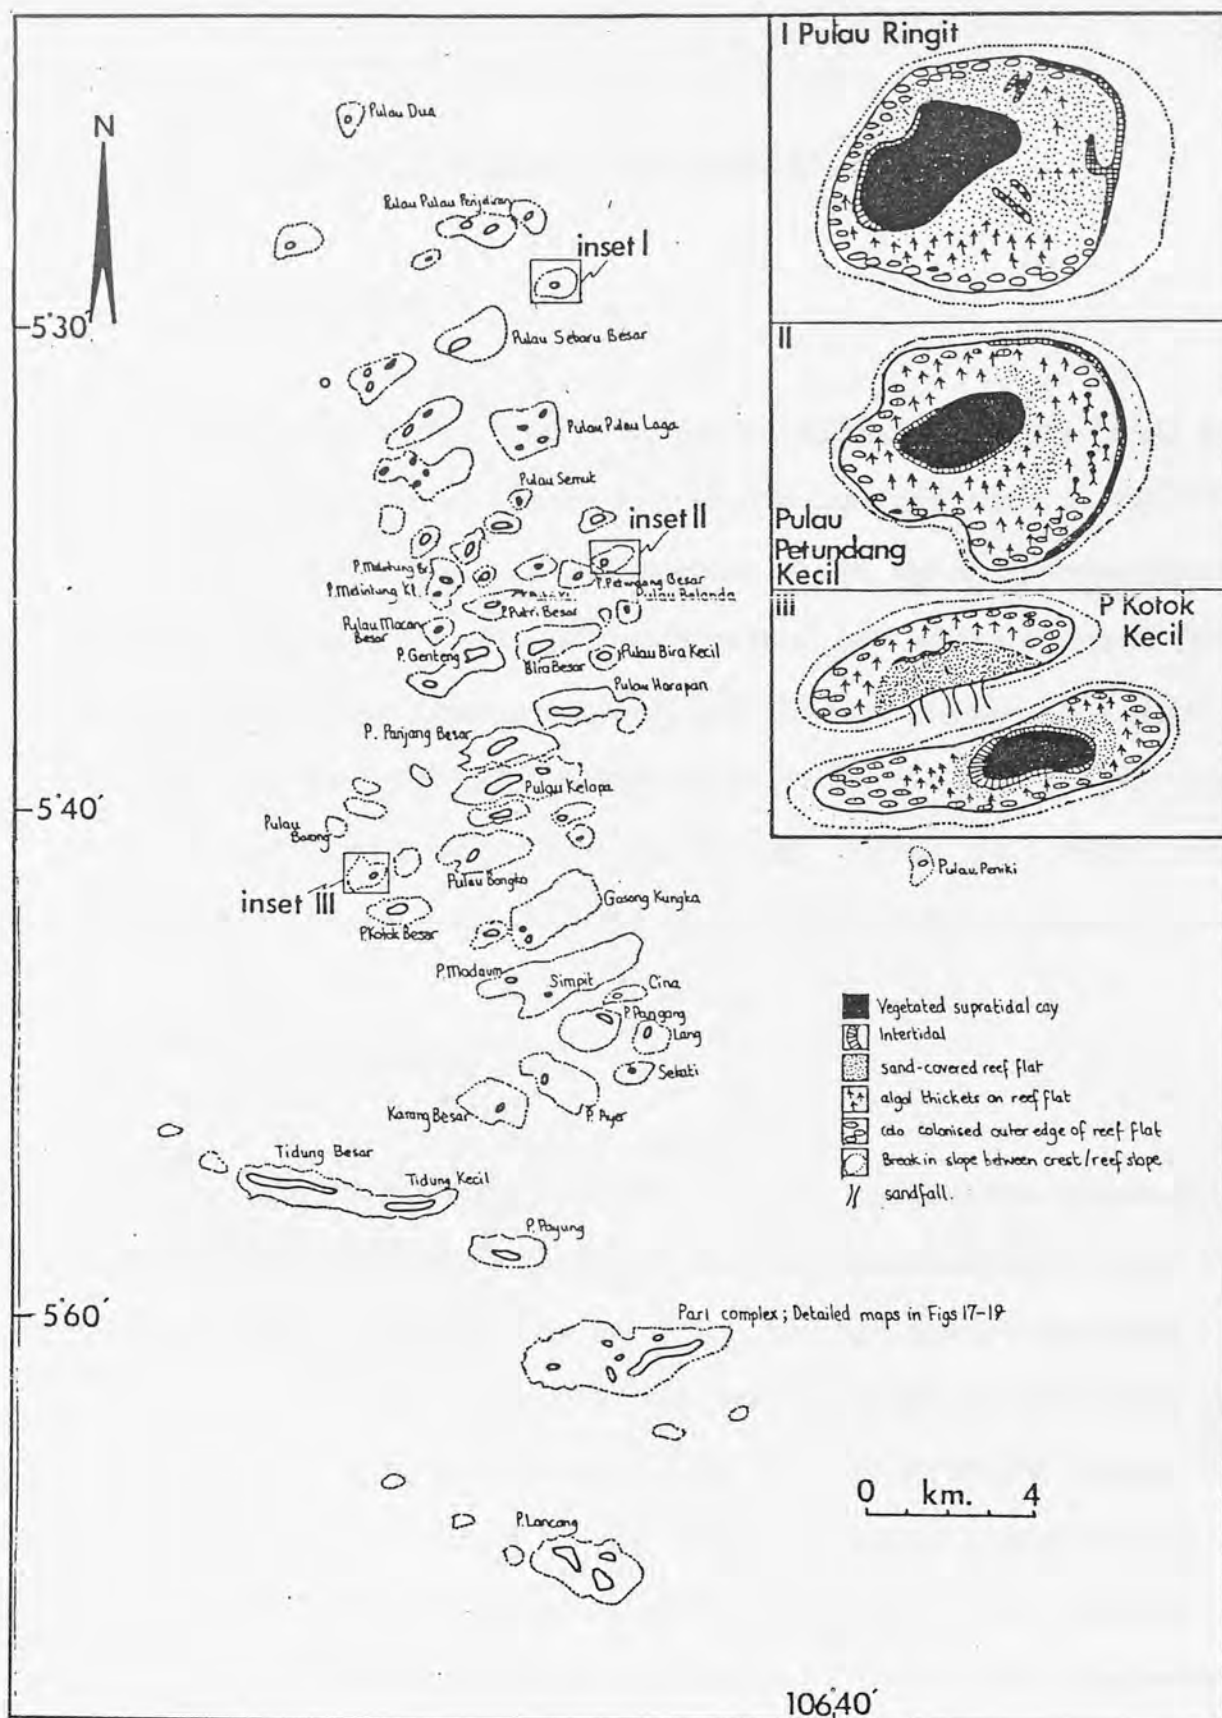 I Pulau Ringit
N
Pulau Dua
Pulau Pulau Penjaliran
inset I
5°30′
II
Pulau Sebaru Besar
Pulau Pulau Laga
Pulau Semut
inset II
Pulau
Petundang
Kecil
P. Melintung Be.
P. Petundang Besar
P. Melintung Kl.
Pulau Belanda
P. Putri Besar
iii
P Kotok
Kecil
Pulau Macan
Besar
P. Genteng
Bira Besar
Pulau Bira Kecil
Pulau Harapan
P. Panjang Besar
Pulau Kelapa
5°40′
Pulau
Barong
Pulau Bongko
Pulau Peniki
inset III
Gosong Kungka
P. Kotok Besar
P. Madaum
Simpit
Cina
P. Pangang
Lang
Sekati
Karang Besar
P. Ayer
Vegetated supratidal cay
Intertidal
sand-covered reef flat
algal thickets on reef flat
colonised outer edge of reef flat
Break in slope between crest/reef slope
sandfall.
Tidung Besar
Tidung Kecil
P. Payung
5°60′
Pari complex; Detailed maps in Figs 17-19
0 km. 4
P. Lancang
106°40′